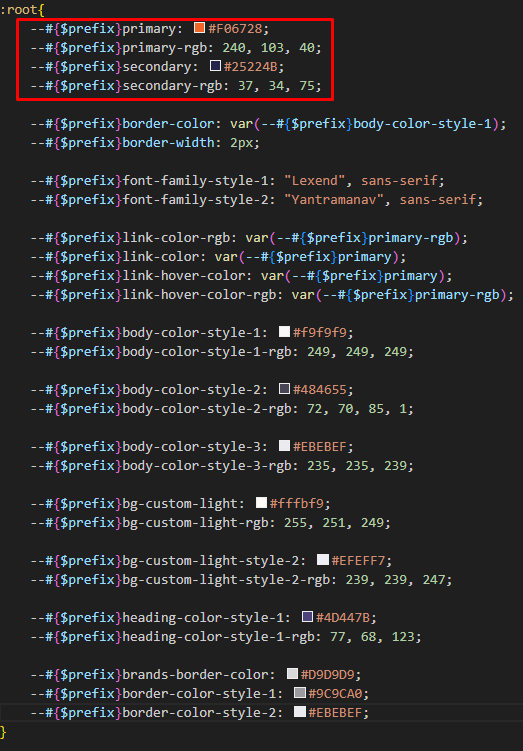 :root{
--#{$prefix}primary: #F06728;
--#{$prefix}primary-rgb: 240, 103, 40;
--#{$prefix}secondary: #25224B;
--#{$prefix}secondary-rgb: 37, 34, 75;
--#{$prefix}border-color: var(--#{$prefix}body-color-style-1);
--#{$prefix}border-width: 2px;
--#{$prefix}font-family-style-1: "Lexend", sans-serif;
--#{$prefix}font-family-style-2: "Yantramanav", sans-serif;
--#{$prefix}link-color-rgb: var(--#{$prefix}primary-rgb);
--#{$prefix}link-color: var(--#{$prefix}primary);
--#{$prefix}link-hover-color: var(--#{$prefix}primary);
--#{$prefix}link-hover-color-rgb: var(--#{$prefix}primary-rgb);
--#{$prefix}body-color-style-1: #f9f9f9;
--#{$prefix}body-color-style-1-rgb: 249, 249, 249;
--#{$prefix}body-color-style-2: #484655;
--#{$prefix}body-color-style-2-rgb: 72, 70, 85, 1;
--#{$prefix}body-color-style-3: #EBEBEF;
--#{$prefix}body-color-style-3-rgb: 235, 235, 239;
--#{$prefix}bg-custom-light: #fffbf9;
--#{$prefix}bg-custom-light-rgb: 255, 251, 249;
--#{$prefix}bg-custom-light-style-2: #EFEFF7;
--#{$prefix}bg-custom-light-style-2-rgb: 239, 239, 247;
--#{$prefix}heading-color-style-1: #4D447B;
--#{$prefix}heading-color-style-1-rgb: 77, 68, 123;
--#{$prefix}brands-border-color: #D9D9D9;
--#{$prefix}border-color-style-1: #9C9CA0;
--#{$prefix}border-color-style-2: #EBEBEF;
}